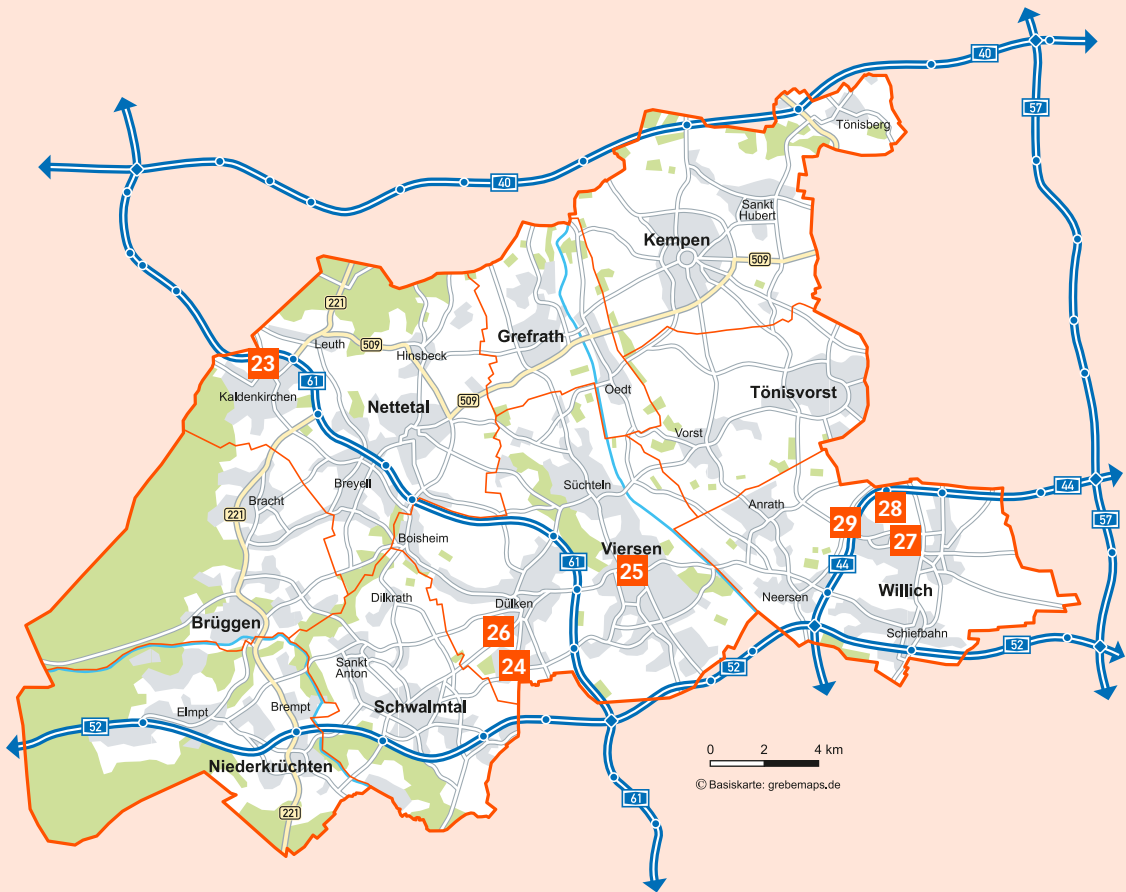 40
57
Tönisberg
40
Sankt
Hubert
Kempen
509
221
Grefrath
Leuth
509
Hinsbeck
23
61
Kaldenkirchen
Nettetal
509
Oedt
Tönisvorst
Vorst
Breyell
Süchteln
Bracht
221
44
Anrath
28
29
27
57
Boisheim
Viersen
61
25
44
Willich
Dilkrath
Dülken
Neersen
Brüggen
26
Schiefbahn
52
Sankt
Anton
24
52
Elmpt
Brempt
Schwalmtal
52
Niederkrüchten
0 2 4 km
© Basiskarte: grebemaps.de
61
221